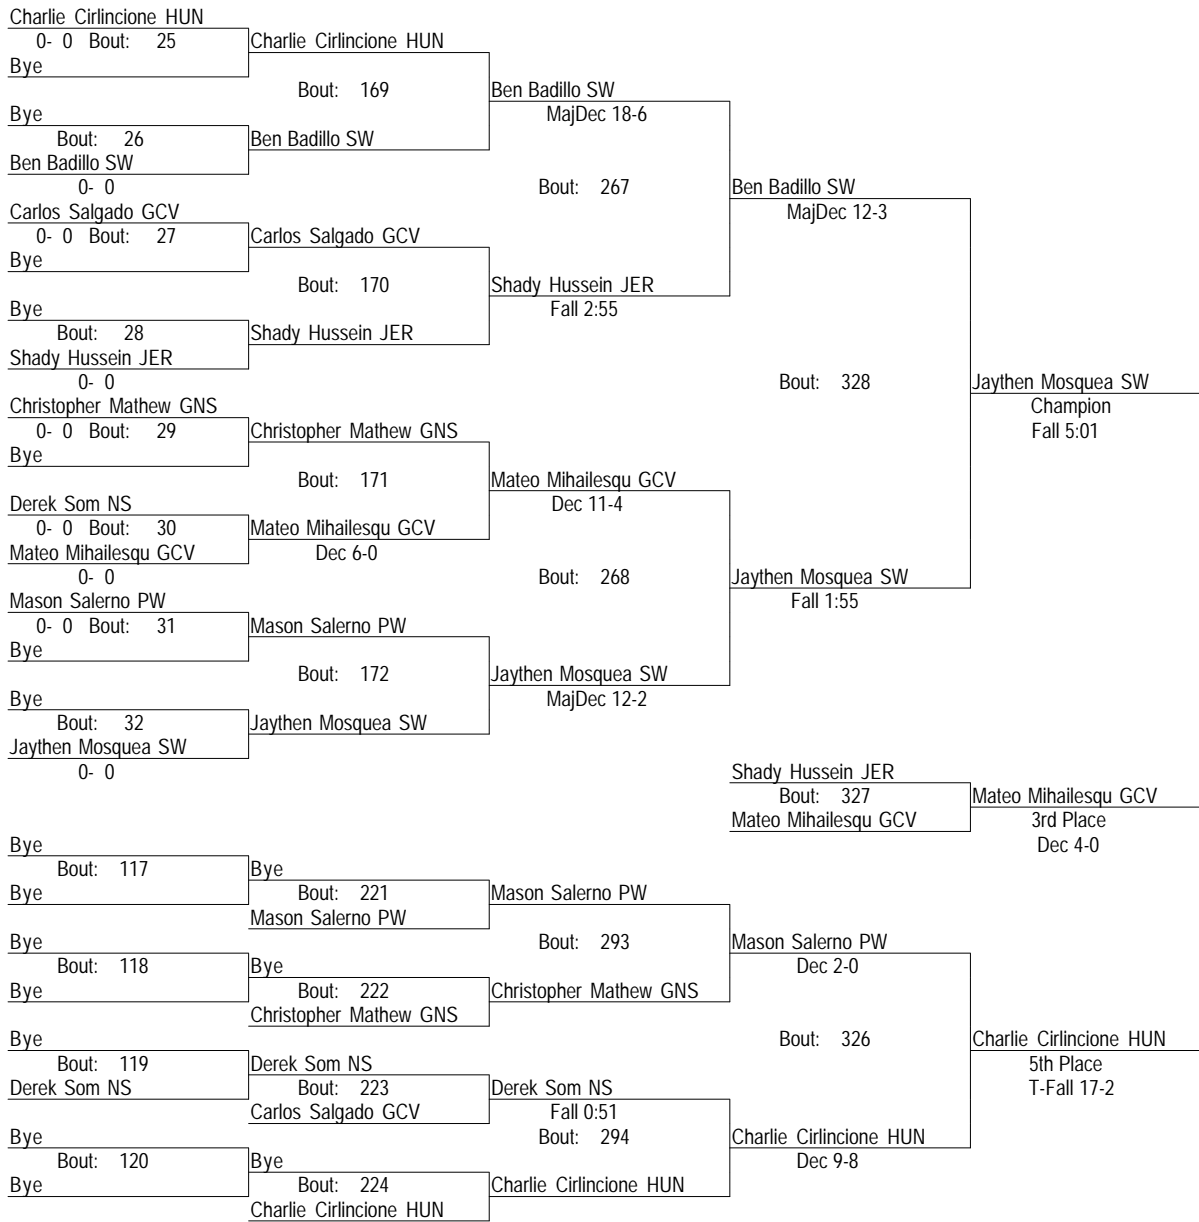 Charlie Cirlincione HUN
0- 0 Bout: 25
Bye
Charlie Cirlincione HUN
Bout: 169
Bye
Bout: 26
Ben Badillo SW
0- 0
Ben Badillo SW
Ben Badillo SW
MajDec 18-6
Bout: 267
Carlos Salgado GCV
0- 0 Bout: 27
Bye
Carlos Salgado GCV
Bout: 170
Bye
Bout: 28
Shady Hussein JER
0- 0
Shady Hussein JER
Shady Hussein JER
Fall 2:55
Ben Badillo SW
MajDec 12-3
Bout: 328
Christopher Mathew GNS
0- 0 Bout: 29
Bye
Christopher Mathew GNS
Bout: 171
Derek Som NS
0- 0 Bout: 30
Mateo Mihailesqu GCV
0- 0
Mateo Mihailesqu GCV
Dec 6-0
Mateo Mihailesqu GCV
Dec 11-4
Bout: 268
Mason Salerno PW
0- 0 Bout: 31
Bye
Mason Salerno PW
Bout: 172
Bye
Bout: 32
Jaythen Mosquea SW
0- 0
Jaythen Mosquea SW
Jaythen Mosquea SW
MajDec 12-2
Jaythen Mosquea SW
Fall 1:55
Jaythen Mosquea SW
Champion
Fall 5:01
Shady Hussein JER
Bout: 327
Mateo Mihailesqu GCV
Mateo Mihailesqu GCV
3rd Place
Dec 4-0
Bye
Bout: 117
Bye
Bye
Bout: 221
Mason Salerno PW
Mason Salerno PW
Bout: 293
Bye
Bout: 118
Bye
Bye
Bout: 222
Christopher Mathew GNS
Christopher Mathew GNS
Mason Salerno PW
Dec 2-0
Bout: 326
Bye
Bout: 119
Derek Som NS
Derek Som NS
Bout: 223
Carlos Salgado GCV
Derek Som NS
Fall 0:51
Bout: 294
Bye
Bout: 120
Bye
Bye
Bout: 224
Charlie Cirlincione HUN
Charlie Cirlincione HUN
Charlie Cirlincione HUN
Dec 9-8
Charlie Cirlincione HUN
5th Place
T-Fall 17-2